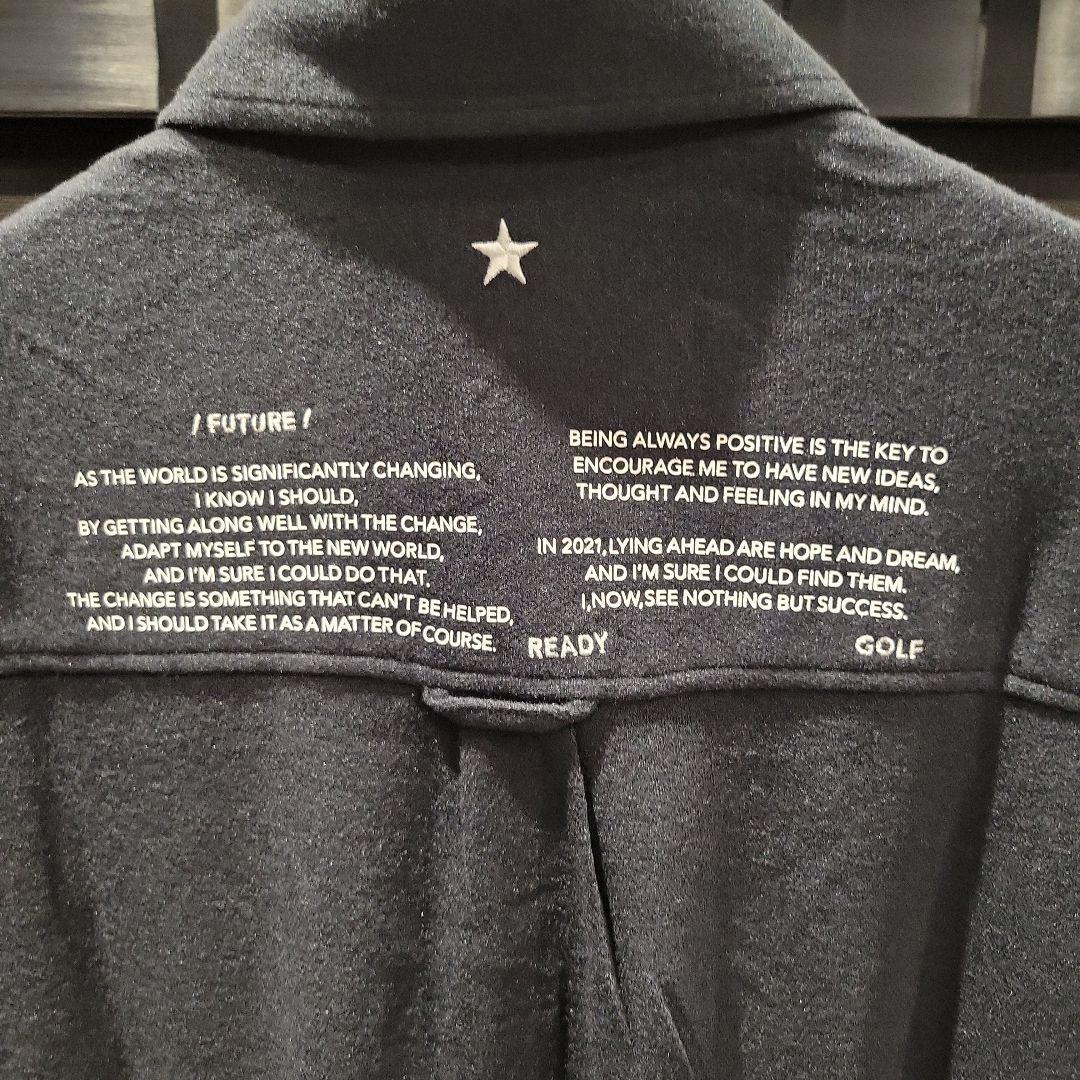 / FUTURE /
AS THE WORLD IS SIGNIFICANTLY CHANGING,
I KNOW I SHOULD,
BY GETTING ALONG WELL WITH THE CHANGE,
ADAPT MYSELF TO THE NEW WORLD,
AND I'M SURE I COULD DO THAT.
THE CHANGE IS SOMETHING THAT CAN'T BE HELPED,
AND I SHOULD TAKE IT AS A MATTER OF COURSE.
BEING ALWAYS POSITIVE IS THE KEY TO
ENCOURAGE ME TO HAVE NEW IDEAS,
THOUGHT AND FEELING IN MY MIND.
IN 2021, LYING AHEAD ARE HOPE AND DREAM,
AND I'M SURE I COULD FIND THEM.
I, NOW, SEE NOTHING BUT SUCCESS.
READY GOLF